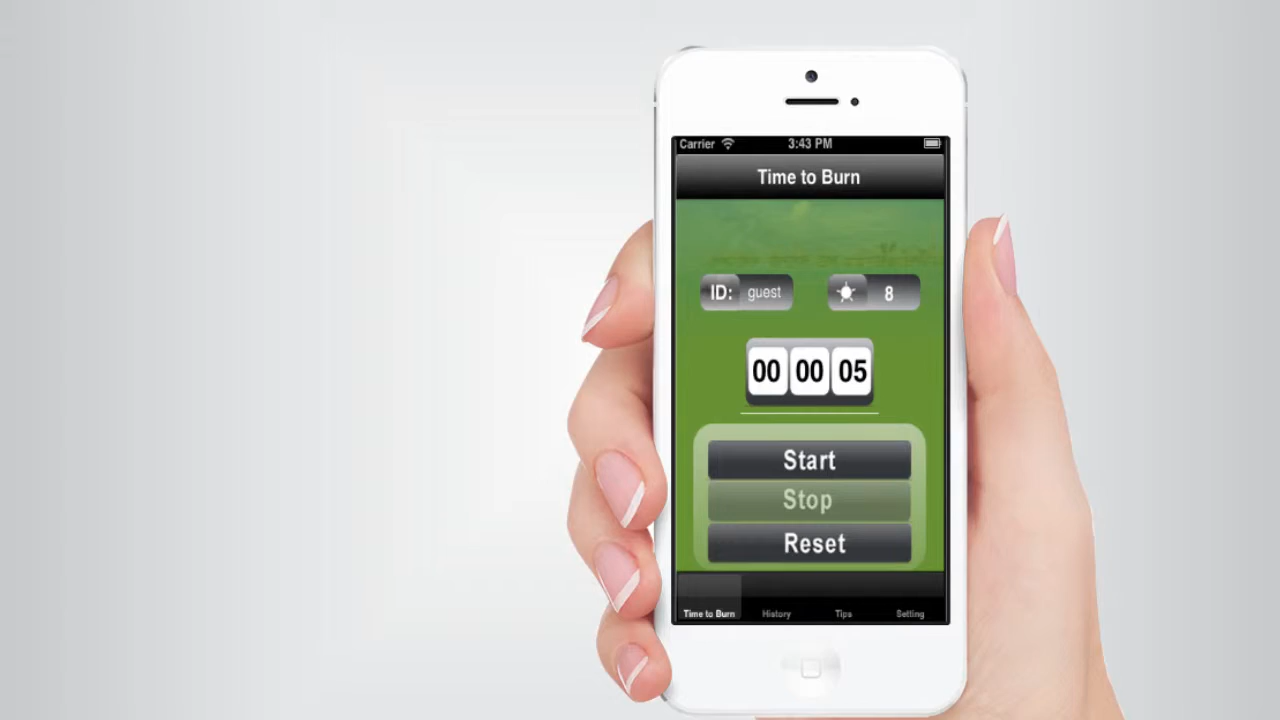 Carrier 3:43 PM
Time to Burn
ID: guest 8
00 00 05
Start
Stop
Reset
Time to Burn History Tips Setting